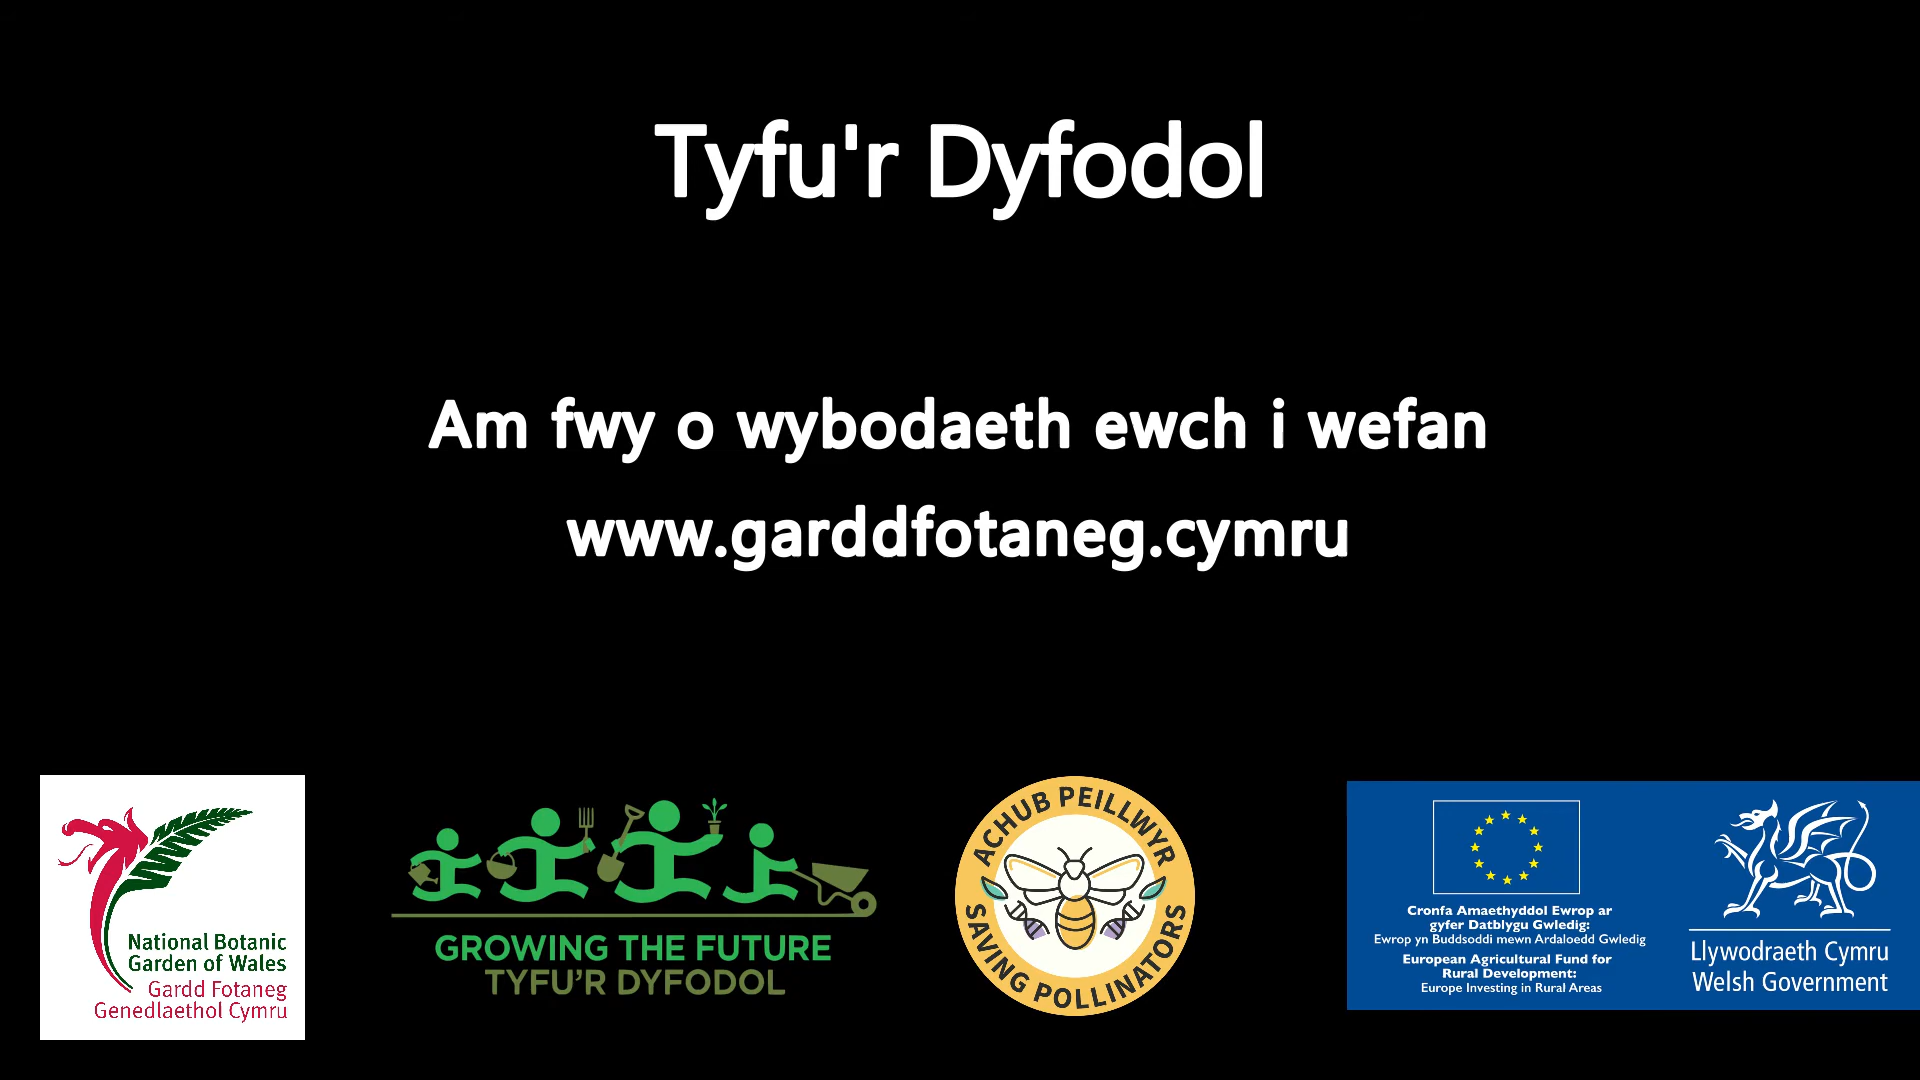 Tyfu'r Dyfodol
Am fwy o wybodaeth ewch i wefan
www.garddfotaneg.cymru
National Botanic
Garden of Wales
Gardd Fotaneg
Genedlaethol Cymru
GROWING THE FUTURE
TYFU'R DYFODOL
ACHUB PEILLWYR
SAVING POLLINATORS
Cronfa Amaethyddol Ewrop ar
gyfer Datblygu Gwledig:
Ewrop yn Buddsoddi mewn Ardaloedd Gwledig
European Agricultural Fund for
Rural Development:
Europe Investing in Rural Areas
Llywodraeth Cymru
Welsh Government